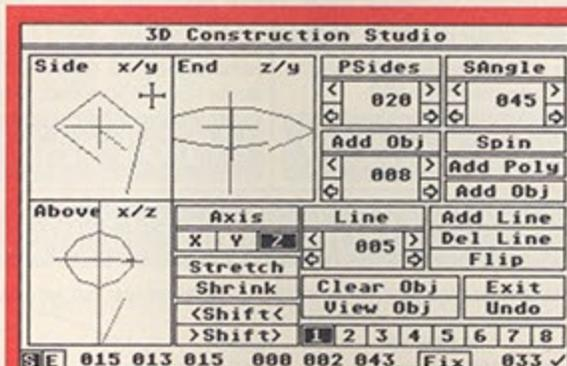 3D Construction Studio
Side x/y
End z/y
PSides
SAngle
< 020 >
< 045 >
Add Obj
Spin
< 008 >
Add Poly
Add Obj
Above x/z
Axis
Line
Add Line
X Y Z
< 005 >
Del Line
Stretch
Flip
Shrink
Clear Obj
Exit
<Shift<
View Obj
Undo
>Shift>
1 2 3 4 5 6 7 8
S E 015 013 015 000 002 043 Fix 033 ✓